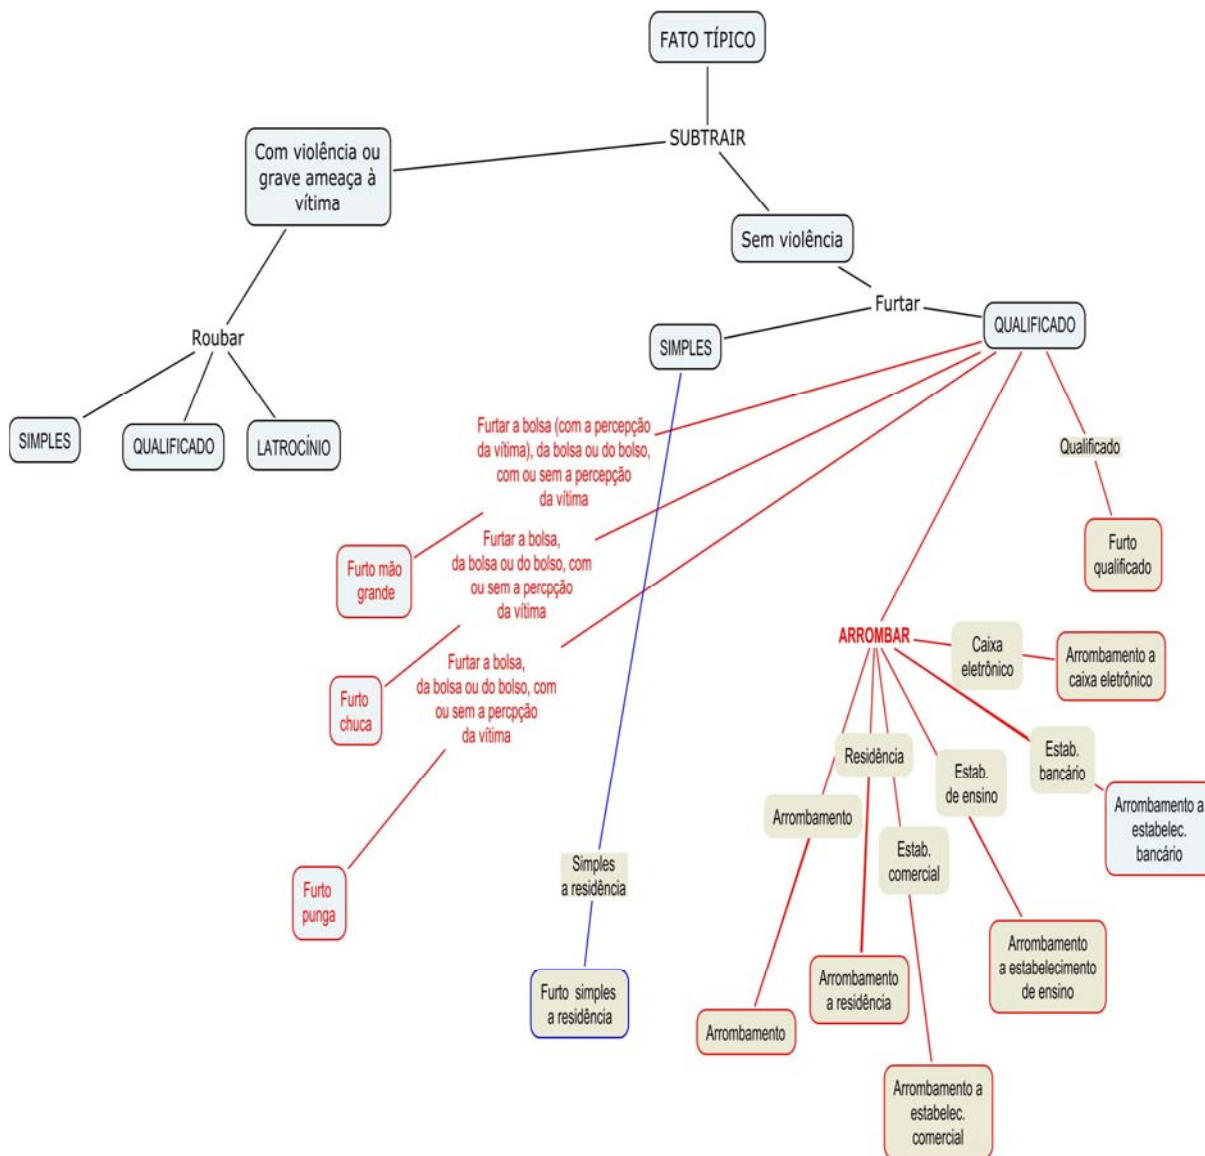 FATO TÍPICO
SUBTRAIR
Com violência ou
grave ameaça à
vítima
Sem violência
Furtar
Roubar
SIMPLES
QUALIFICADO
LATROCÍNIO
SIMPLES
QUALIFICADO
Furtar a bolsa (com a percepção
da vítima), da bolsa ou do bolso,
com ou sem a percepção
da vítima
Qualificado
Furto
qualificado
Furto mão
grande
Furtar a bolsa,
da bolsa ou do bolso, com
ou sem a percpção
da vítima
Furto
chuca
Furtar a bolsa,
da bolsa ou do bolso, com
ou sem a percpção
da vítima
Furto
punga
ARROMBAR
Caixa
eletrônico
Arrombamento a
caixa eletrônico
Estab.
bancário
Arrombamento a
estabelec.
bancário
Residência
Estab.
de ensino
Arrombamento
Estab.
comercial
Simples
a residência
Furto simples
a residência
Arrombamento
Arrombamento
a residência
Arrombamento
a estabelecimento
de ensino
Arrombamento a
estabelec.
comercial